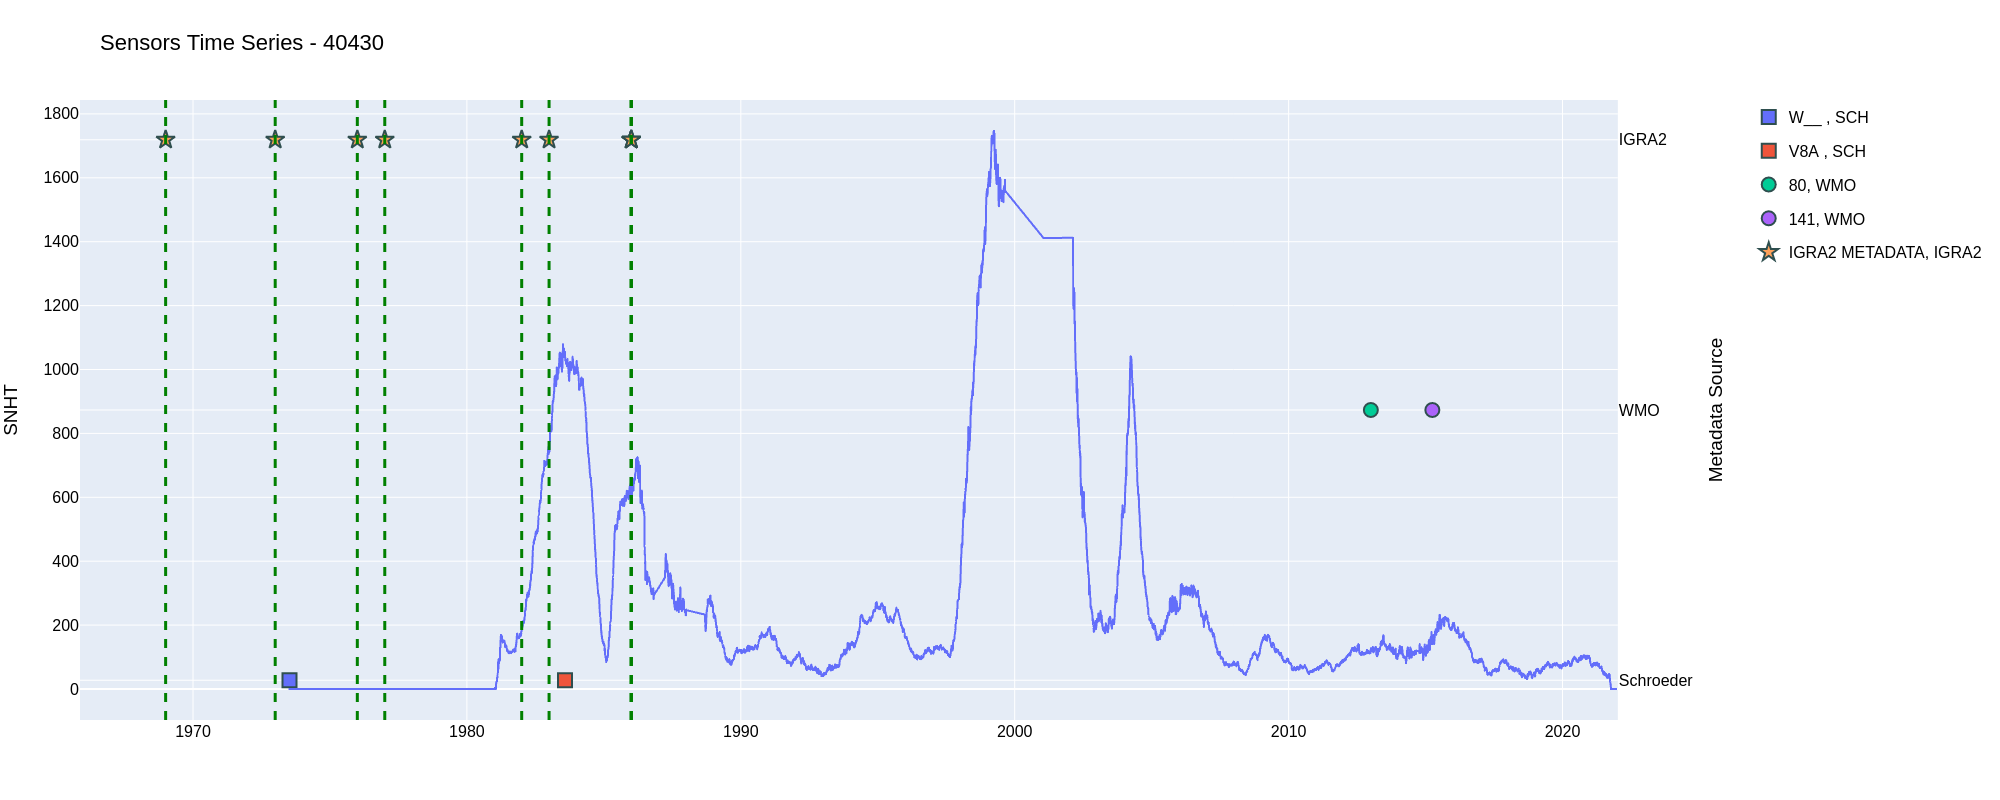 Sensors Time Series - 40430
1800
1600
1400
1200
1000
800
600
400
200
0
SNHT
1970
1980
1990
2000
2010
2020
IGRA2
WMO
Schroeder
Metadata Source
W__ , SCH
V8A , SCH
80, WMO
141, WMO
IGRA2 METADATA, IGRA2